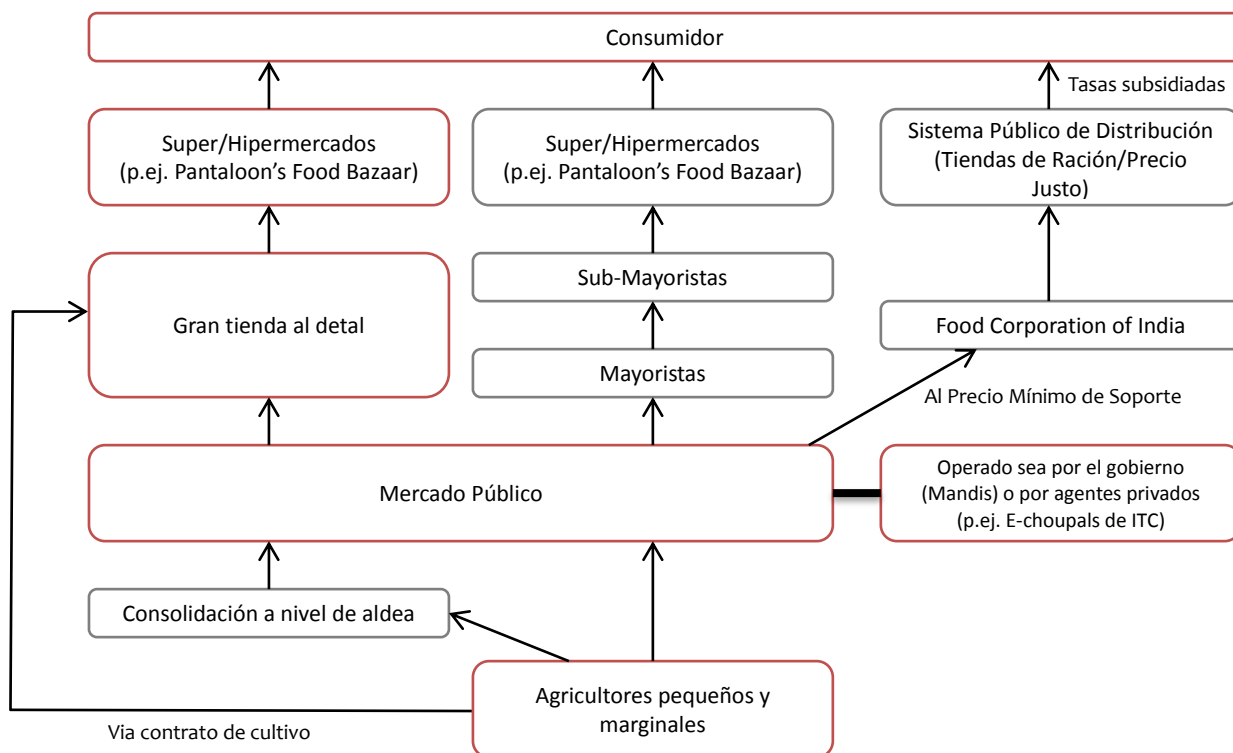 Consumidor
Tasas subsidiadas
Super/Hipermercados
(p.ej. Pantaloon’s Food Bazaar)
Super/Hipermercados
(p.ej. Pantaloon’s Food Bazaar)
Sistema Público de Distribución
(Tiendas de Ración/Precio
Justo)
Gran tienda al detal
Sub-Mayoristas
Mayoristas
Food Corporation of India
Al Precio Mínimo de Soporte
Mercado Público
Operado sea por el gobierno
(Mandis) o por agentes privados
(p.ej. E-choupals de ITC)
Consolidación a nivel de aldea
Agricultores pequeños y
marginales
Via contrato de cultivo